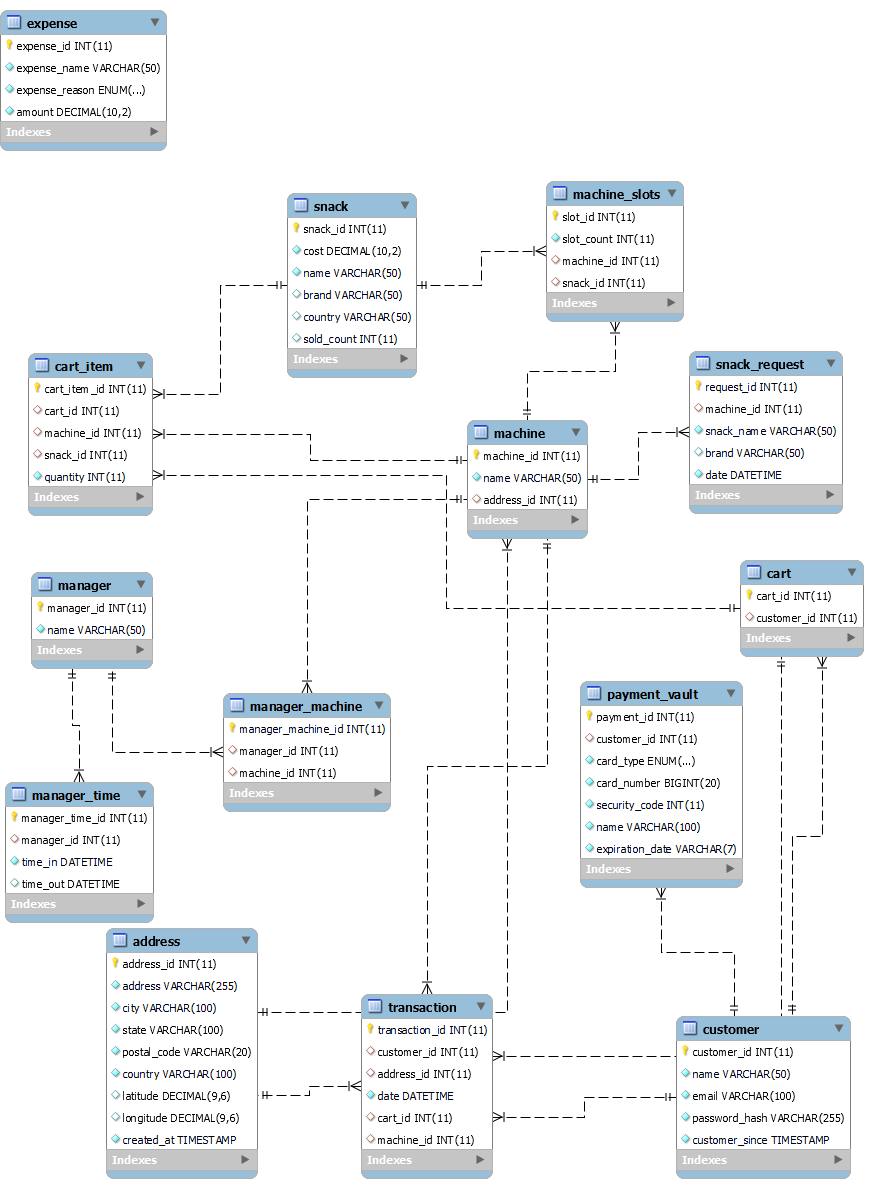 expense
expense_id INT(11)
expense_name VARCHAR(50)
expense_reason ENUM(...)
amount DECIMAL(10,2)
Indexes
snack
snack_id INT(11)
cost DECIMAL(10,2)
name VARCHAR(50)
brand VARCHAR(50)
country VARCHAR(50)
sold_count INT(11)
Indexes
machine_slots
slot_id INT(11)
slot_count INT(11)
machine_id INT(11)
snack_id INT(11)
Indexes
cart_item
cart_item_id INT(11)
cart_id INT(11)
machine_id INT(11)
snack_id INT(11)
quantity INT(11)
Indexes
snack_request
request_id INT(11)
machine_id INT(11)
snack_name VARCHAR(50)
brand VARCHAR(50)
date DATETIME
Indexes
machine
machine_id INT(11)
name VARCHAR(50)
address_id INT(11)
Indexes
manager
manager_id INT(11)
name VARCHAR(50)
Indexes
cart
cart_id INT(11)
customer_id INT(11)
Indexes
manager_machine
manager_machine_id INT(11)
manager_id INT(11)
machine_id INT(11)
Indexes
payment_vault
payment_id INT(11)
customer_id INT(11)
card_type ENUM(...)
card_number BIGINT(20)
security_code INT(11)
name VARCHAR(100)
expiration_date VARCHAR(7)
Indexes
manager_time
manager_time_id INT(11)
manager_id INT(11)
time_in DATETIME
time_out DATETIME
Indexes
address
address_id INT(11)
address VARCHAR(255)
city VARCHAR(100)
state VARCHAR(100)
postal_code VARCHAR(20)
country VARCHAR(100)
latitude DECIMAL(9,6)
longitude DECIMAL(9,6)
created_at TIMESTAMP
Indexes
transaction
transaction_id INT(11)
customer_id INT(11)
address_id INT(11)
date DATETIME
cart_id INT(11)
machine_id INT(11)
Indexes
customer
customer_id INT(11)
name VARCHAR(50)
email VARCHAR(100)
password_hash VARCHAR(255)
customer_since TIMESTAMP
Indexes